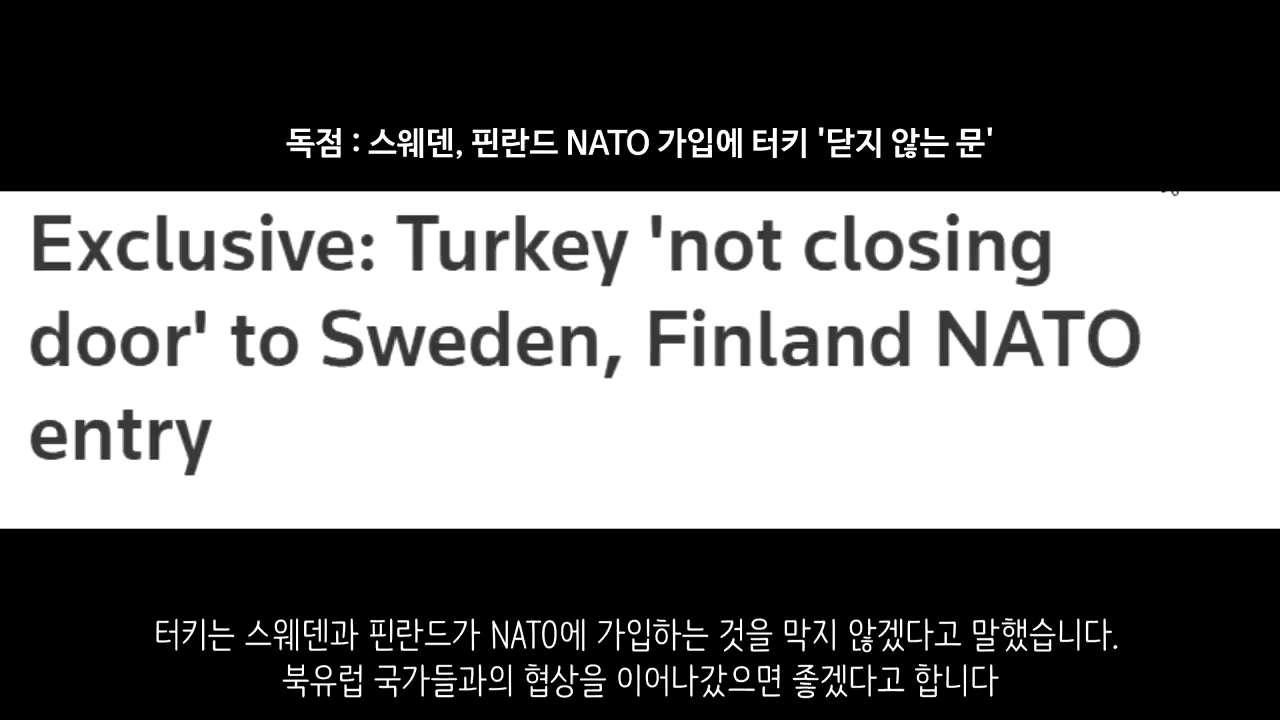 독점 : 스웨덴, 핀란드 NATO 가입에 터키 '닫지 않는 문'
Exclusive: Turkey 'not closing
door' to Sweden, Finland NATO
entry
터키는 스웨덴과 핀란드가 NATO에 가입하는 것을 막지 않겠다고 말했습니다.
북유럽 국가들과의 협상을 이어나갔으면 좋겠다고 합니다